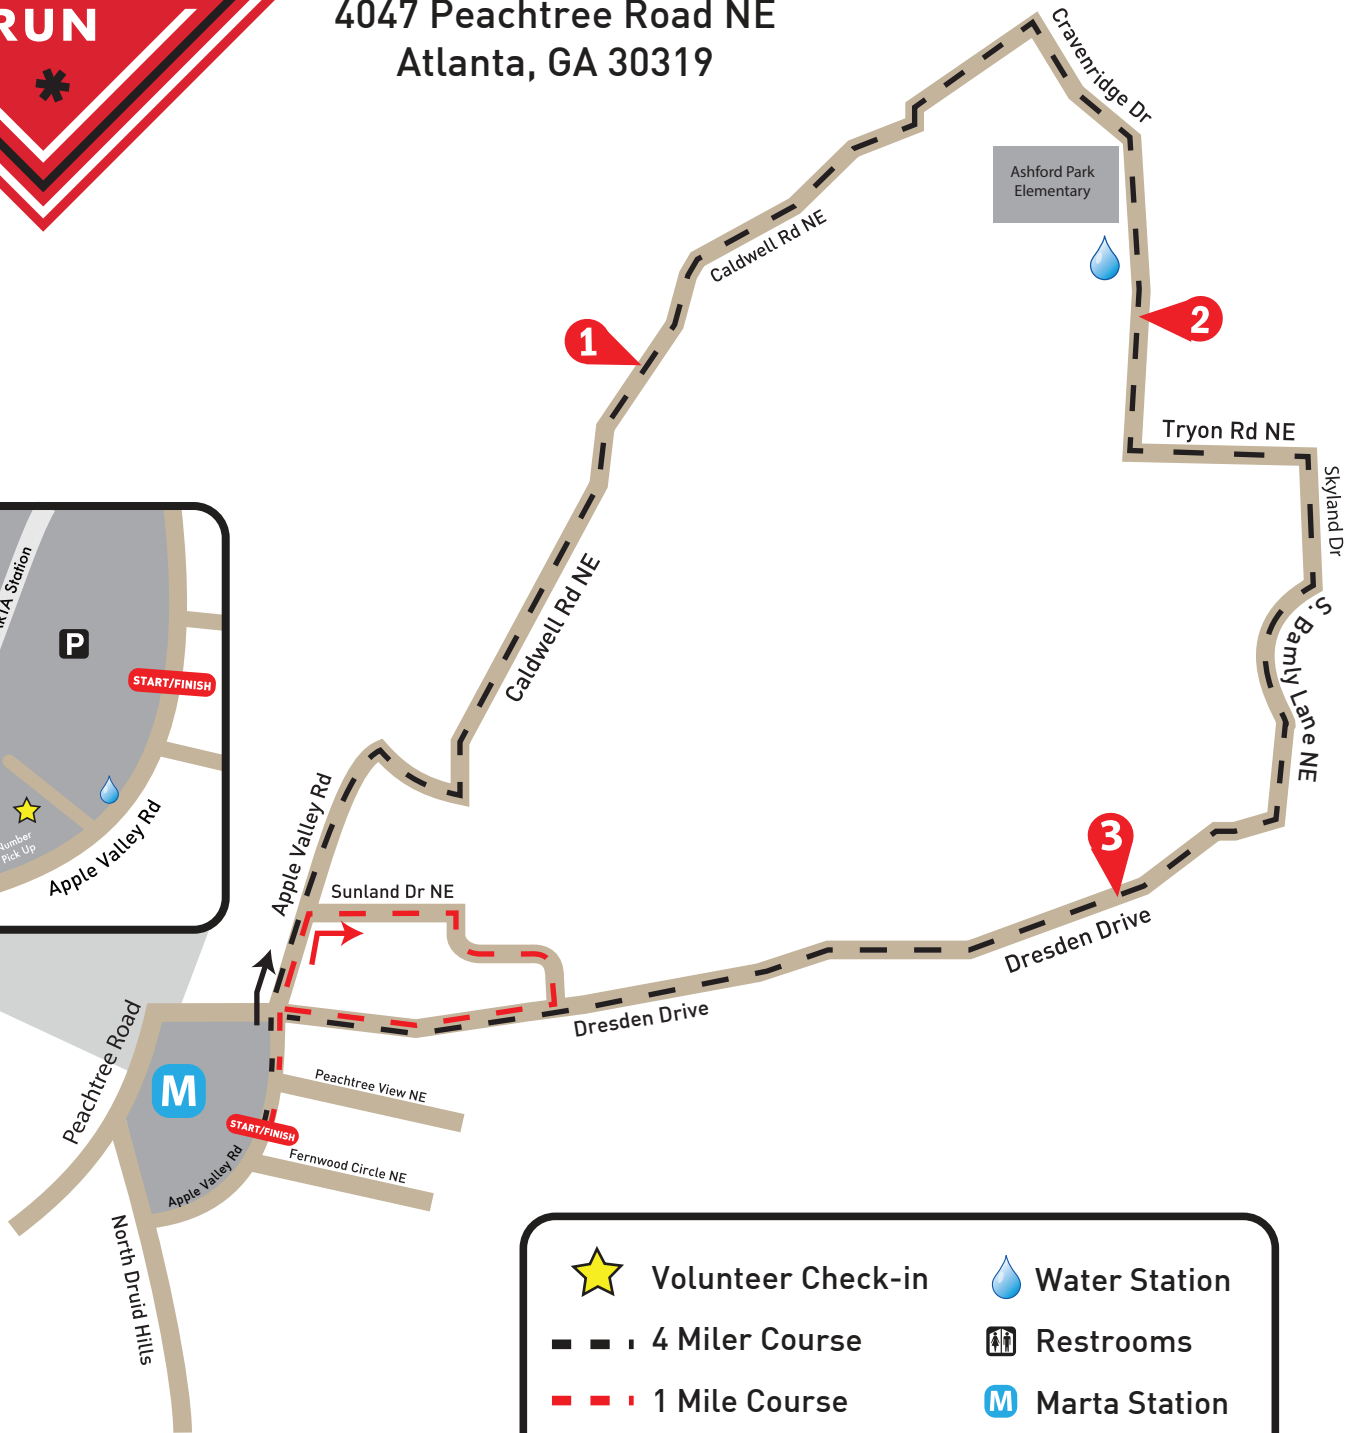 RUN
*
4047 Peachtree Road NE
Atlanta, GA 30319
Cravenridge Dr
Ashford Park
Elementary
Caldwell Rd NE
1
2
Tryon Rd NE
Skyland Dr
S. Bamly Lane NE
Caldwell Rd NE
Station
P
START/FINISH
Number
Pick Up
Apple Valley Rd
Apple Valley Rd
Sunland Dr NE
3
Dresden Drive
Dresden Drive
Peachtree Road
M
Peachtree View NE
START/FINISH
Fernwood Circle NE
Apple Valley Rd
North Druid Hills
Volunteer Check-in
Water Station
4 Miler Course
Restrooms
1 Mile Course
M
Marta Station